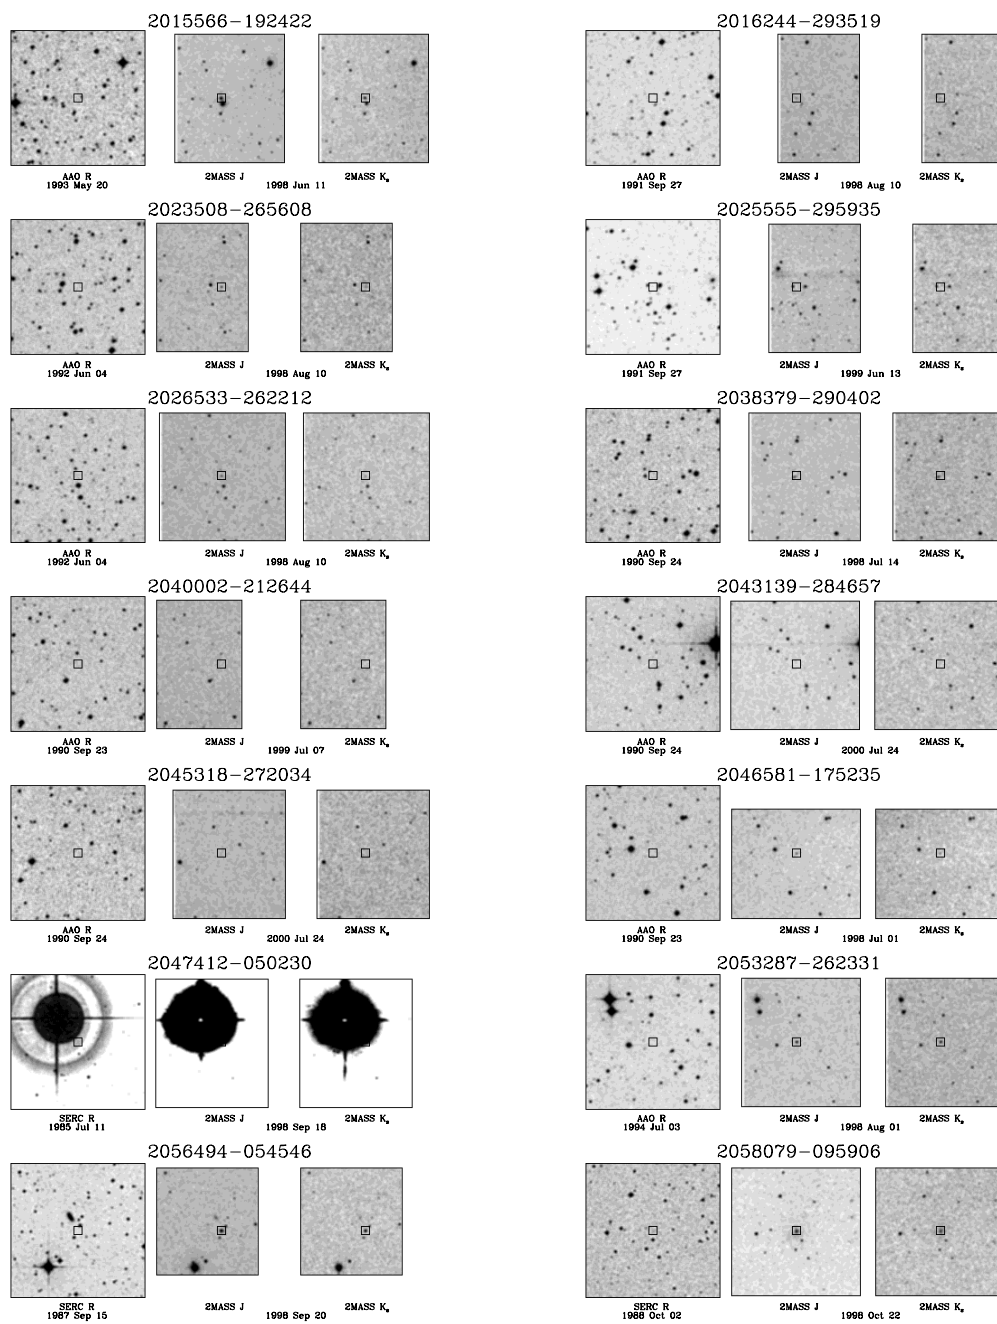 2015566-192422
AAO R
1993 May 20
2MASS J
1998 Jun 11
2MASS Ks
2016244-293519
AAO R
1991 Sep 27
2MASS J
1998 Aug 10
2MASS Ks
2023508-265608
AAO R
1992 Jun 04
2MASS J
1998 Aug 10
2MASS Ks
2025555-295935
AAO R
1991 Sep 27
2MASS J
1999 Jun 13
2MASS Ks
2026533-262212
AAO R
1992 Jun 04
2MASS J
1998 Aug 10
2MASS Ks
2038379-290402
AAO R
1990 Sep 24
2MASS J
1998 Jul 14
2MASS Ks
2040002-212644
AAO R
1990 Sep 23
2MASS J
1999 Jul 07
2MASS Ks
2043139-284657
AAO R
1990 Sep 24
2MASS J
2000 Jul 24
2MASS Ks
2045318-272034
AAO R
1990 Sep 24
2MASS J
2000 Jul 24
2MASS Ks
2046581-175235
AAO R
1990 Sep 23
2MASS J
1998 Jul 01
2MASS Ks
2047412-050230
SERC R
1985 Jul 11
2MASS J
1998 Sep 18
2MASS Ks
2053287-262331
AAO R
1994 Jul 03
2MASS J
1998 Aug 01
2MASS Ks
2056494-054546
SERC R
1987 Sep 15
2MASS J
1998 Sep 20
2MASS Ks
2058079-095906
SERC R
1988 Oct 02
2MASS J
1998 Oct 22
2MASS Ks